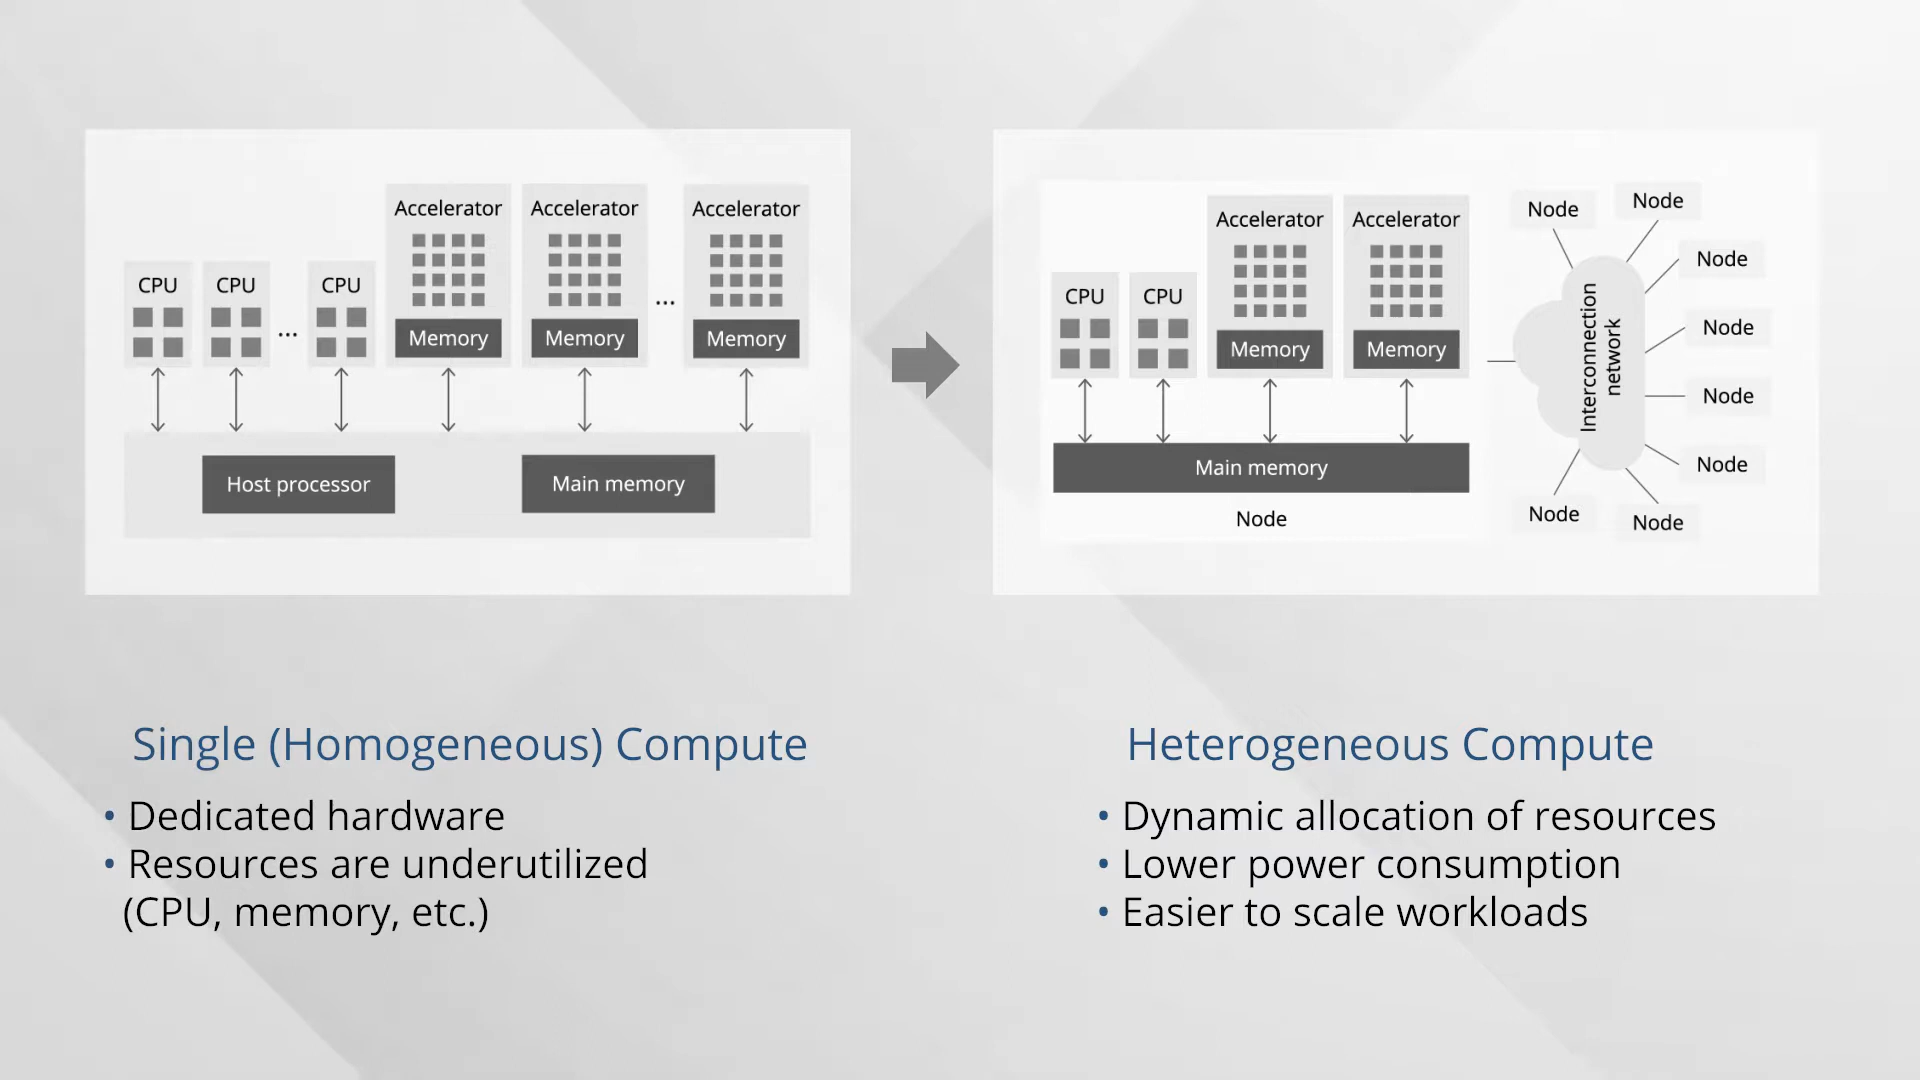 Accelerator Accelerator Accelerator
CPU CPU ... CPU ...
Memory Memory Memory
Host processor Main memory
Accelerator Accelerator
CPU CPU
Memory Memory
Main memory
Node
Interconnection
network
Node
Node
Node
Node
Node
Node
Node
Node
Single (Homogeneous) Compute
• Dedicated hardware
• Resources are underutilized
(CPU, memory, etc.)
Heterogeneous Compute
• Dynamic allocation of resources
• Lower power consumption
• Easier to scale workloads